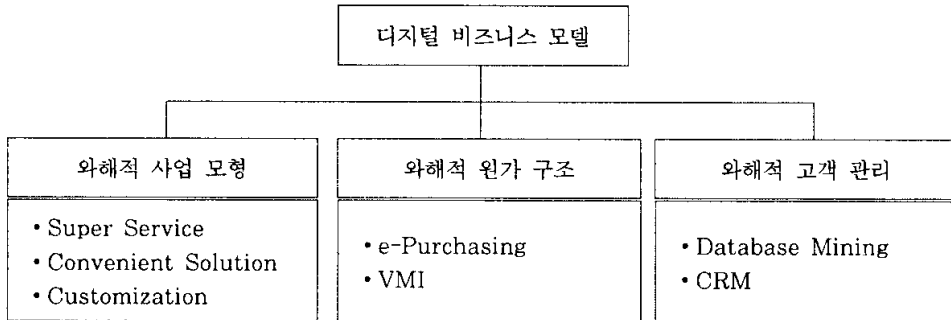 디지털 비즈니스 모델
와해적 사업 모형
• Super Service
• Convenient Solution
• Customization
와해적 원가 구조
• e-Purchasing
• VMI
와해적 고객 관리
• Database Mining
• CRM